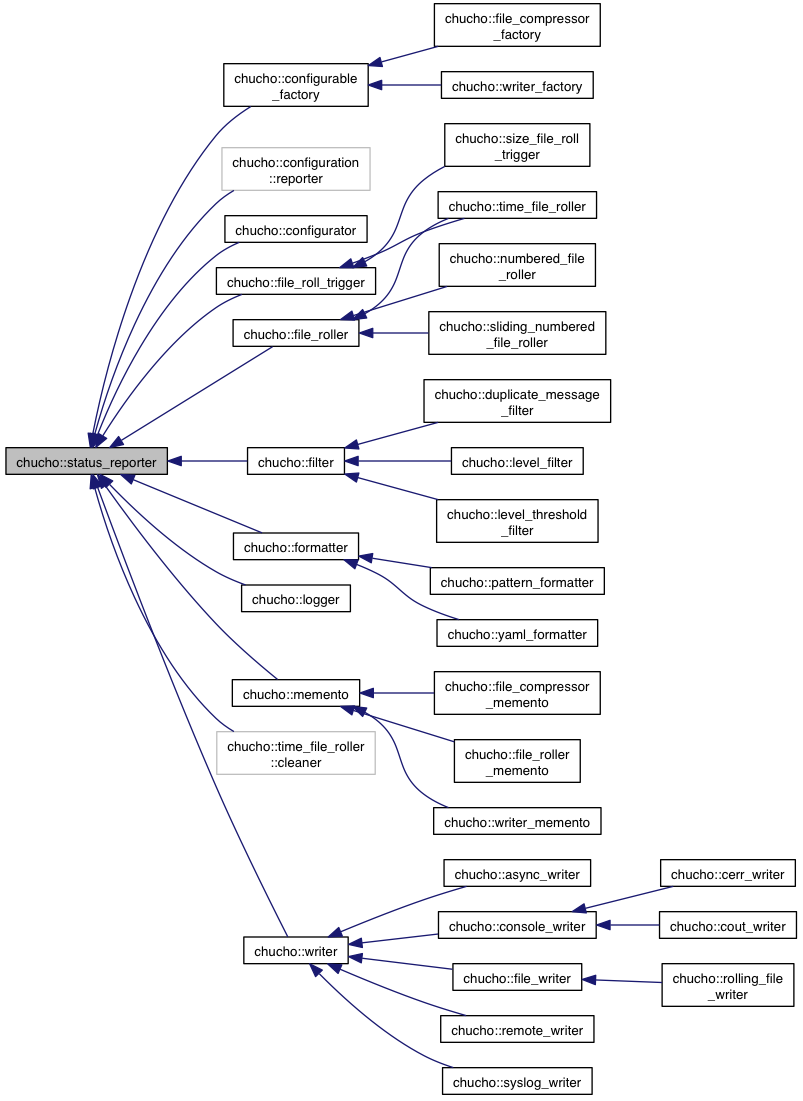 chucho::file_compressor
_factory
chucho::configurable
_factory
chucho::writer_factory
chucho::size_file_roll
_trigger
chucho::configuration
::reporter
chucho::time_file_roller
chucho::configurator
chucho::numbered_file
_roller
chucho::file_roll_trigger
chucho::file_roller
chucho::sliding_numbered
_file_roller
chucho::duplicate_message
_filter
chucho::status_reporter
chucho::filter
chucho::level_filter
chucho::level_threshold
_filter
chucho::formatter
chucho::pattern_formatter
chucho::logger
chucho::yaml_formatter
chucho::memento
chucho::file_compressor
_memento
chucho::time_file_roller
::cleaner
chucho::file_roller
_memento
chucho::writer_memento
chucho::async_writer
chucho::cerr_writer
chucho::console_writer
chucho::cout_writer
chucho::writer
chucho::file_writer
chucho::rolling_file
_writer
chucho::remote_writer
chucho::syslog_writer